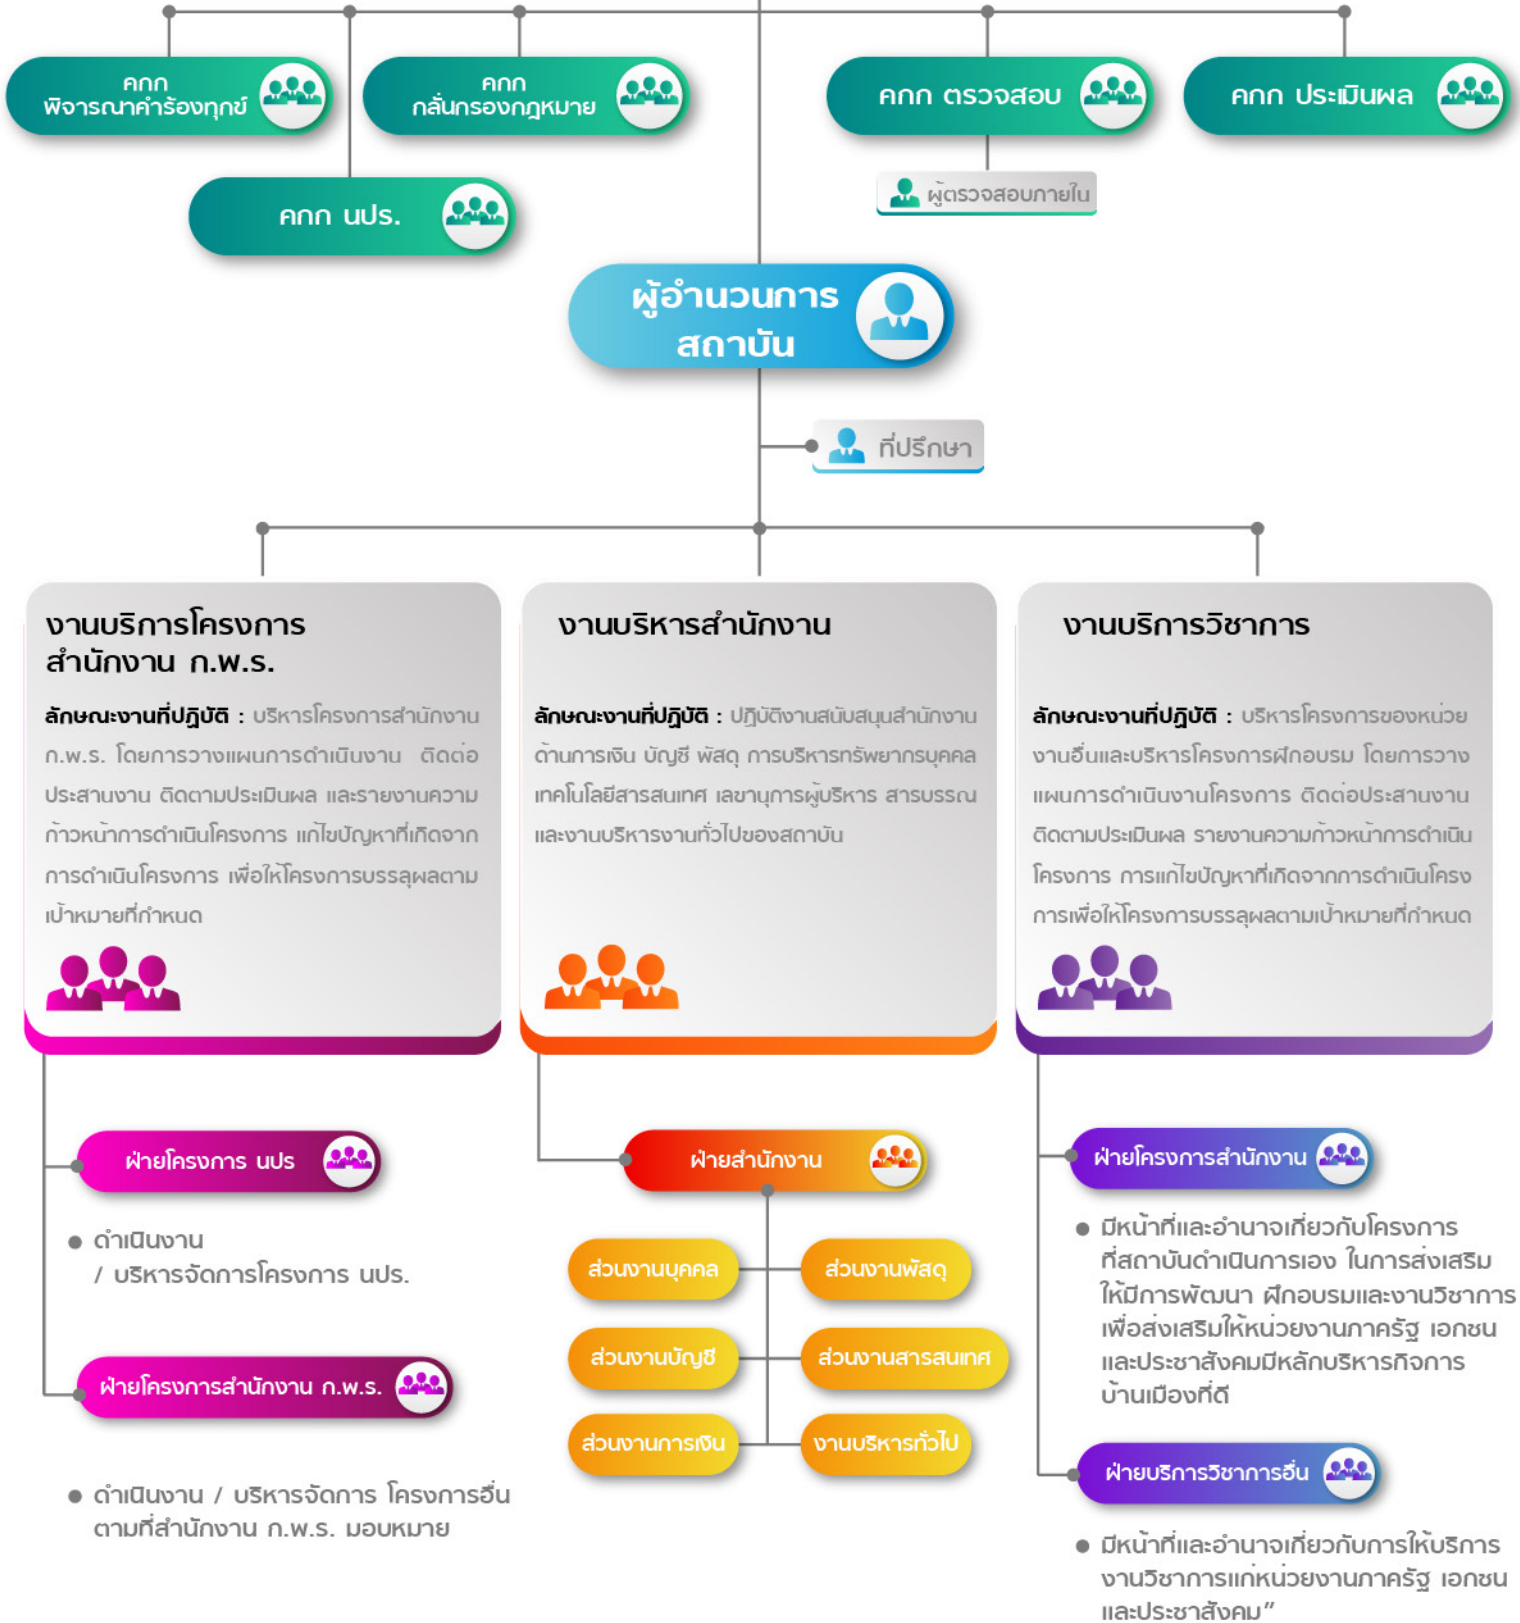 คกก
พิจารณาคำร้องทุกข์
คกก
กลั่นกรองกฎหมาย
คกก ตรวจสอบ
คกก ประเมินผล
ผู้ตรวจสอบภายใน
คกก นปร.
ผู้อำนวยการ
สถาบัน
ที่ปรึกษา
งานบริการโครงการ
สำนักงาน ก.พ.ร.
ลักษณะงานที่ปฏิบัติ : บริหารโครงการสำนักงาน
ก.พ.ร. โดยการวางแผนการดำเนินงาน ติดต่อ
ประสานงาน ติดตามประเมินผล และรายงานความ
ก้าวหน้าการดำเนินโครงการ แก้ไขปัญหาที่เกิดจาก
การดำเนินโครงการ เพื่อให้โครงการบรรลุผลตาม
เป้าหมายที่กำหนด
งานบริหารสำนักงาน
ลักษณะงานที่ปฏิบัติ : ปฏิบัติงานสนับสนุนสำนักงาน
ด้านการเงิน บัญชี พัสดุ การบริหารทรัพยากรบุคคล
เทคโนโลยีสารสนเทศ เลขานุการผู้บริหาร สารบรรณ
และงานบริหารงานทั่วไปของสถาบัน
งานบริการวิชาการ
ลักษณะงานที่ปฏิบัติ : บริหารโครงการของหน่วย
งานอื่นและบริหารโครงการฝึกอบรม โดยการวาง
แผนการดำเนินงานโครงการ ติดต่อประสานงาน
ติดตามประเมินผล รายงานความก้าวหน้าการดำเนิน
โครงการ การแก้ไขปัญหาที่เกิดจากการดำเนินโครง
การเพื่อให้โครงการบรรลุผลตามเป้าหมายที่กำหนด
ฝ่ายโครงการ นปร
ดำเนินงาน
/ บริหารจัดการโครงการ นปร.
ฝ่ายโครงการสำนักงาน ก.พ.ร.
ดำเนินงาน / บริหารจัดการ โครงการอื่น
ตามที่สำนักงาน ก.พ.ร. มอบหมาย
ฝ่ายสำนักงาน
ส่วนงานบุคคล
ส่วนงานพัสดุ
ส่วนงานบัญชี
ส่วนงานสารสนเทศ
ส่วนงานการเงิน
งานบริหารทั่วไป
ฝ่ายโครงการสำนักงาน
มีหน้าที่และอำนาจเกี่ยวกับโครงการ
ที่สถาบันดำเนินการเอง ในการส่งเสริม
ให้มีการพัฒนา ฝึกอบรมและงานวิชาการ
เพื่อส่งเสริมให้หน่วยงานภาครัฐ เอกชน
และประชาสังคมมีหลักบริหารกิจการ
บ้านเมืองที่ดี
ฝ่ายบริการวิชาการอื่น
มีหน้าที่และอำนาจเกี่ยวกับการให้บริการ
งานวิชาการแก่หน่วยงานภาครัฐ เอกชน
และประชาสังคม”